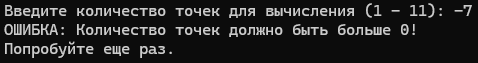 Введите количество точек для вычисления (1 - 11): -7
ОШИБКА: Количество точек должно быть больше 0!
Попробуйте еще раз.